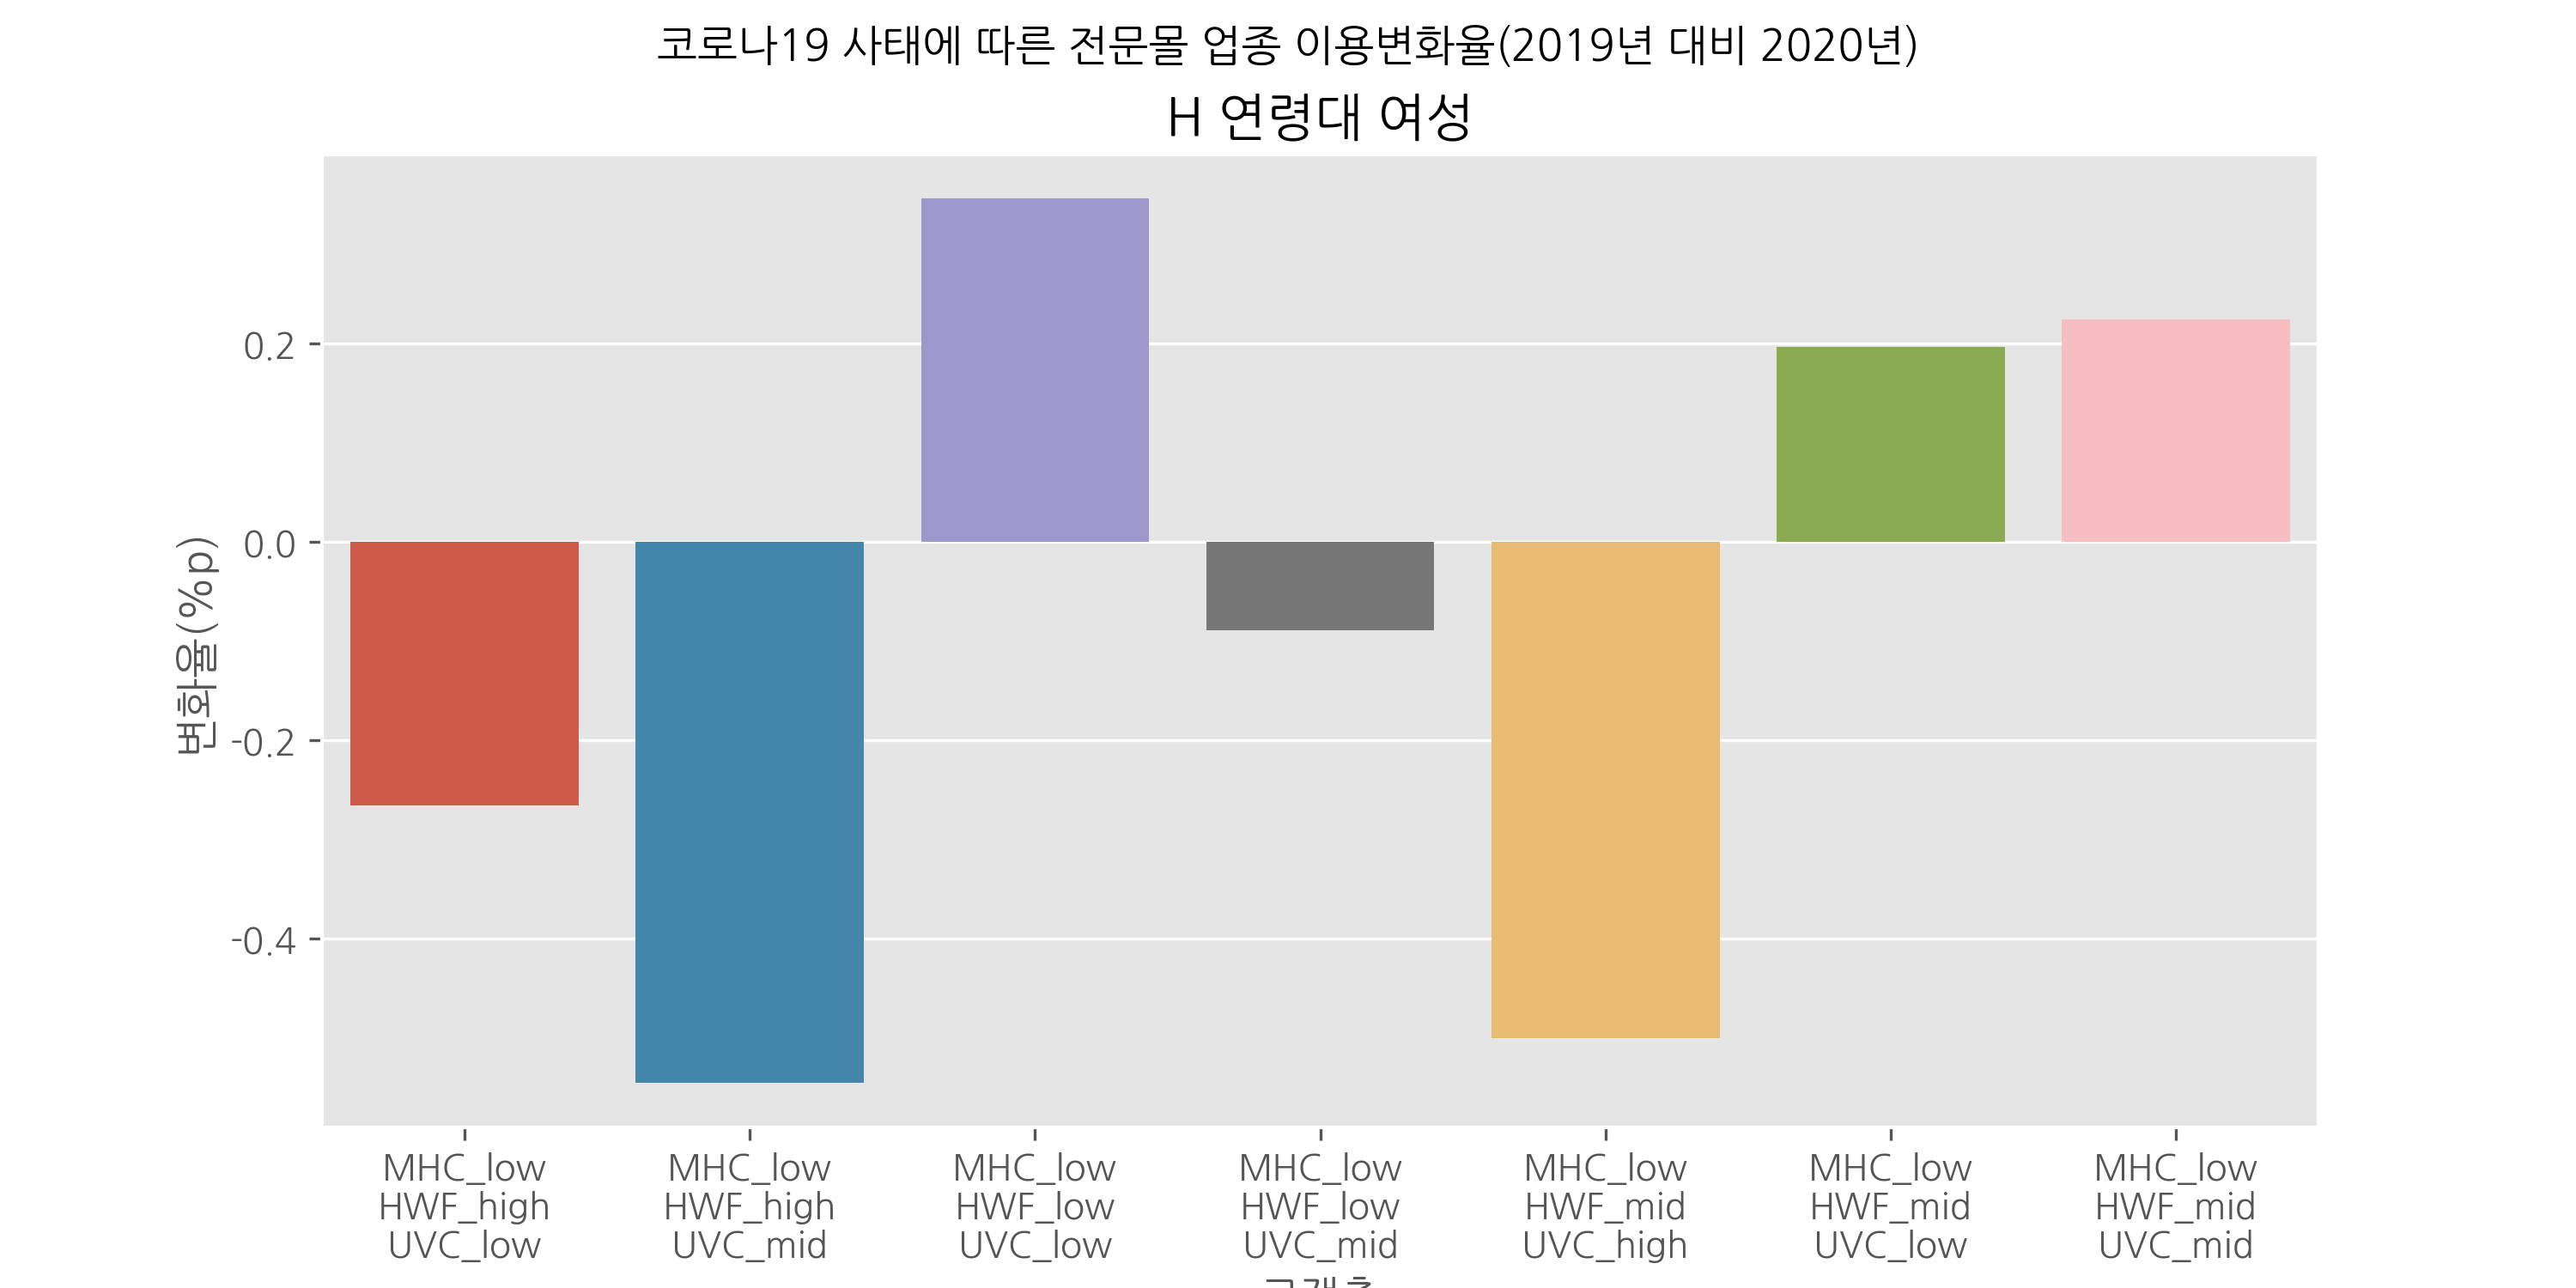 코로나19 사태에 따른 전문몰 업종 이용변화율(2019년 대비 2020년)
H 연령대 여성
변화율(%p)
0.2
0.0
-0.2
-0.4
MHC_low MHC_low MHC_low MHC_low MHC_low MHC_low MHC_low
HWF_high HWF_high HWF_low HWF_low HWF_mid HWF_mid HWF_mid
UVC_low UVC_mid UVC_low UVC_mid UVC_high UVC_low UVC_mid